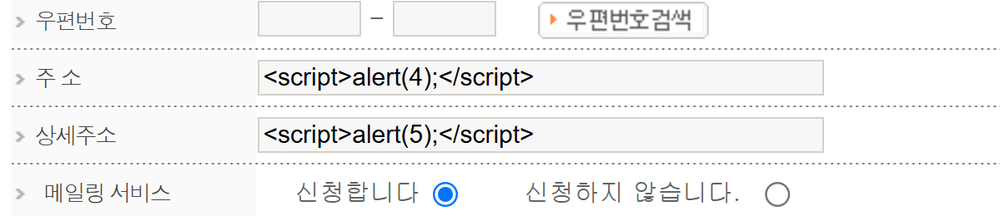 우편번호 – 우편번호검색
주 소 <script>alert(4);</script>
상세주소 <script>alert(5);</script>
메일링 서비스 신청합니다 신청하지 않습니다.